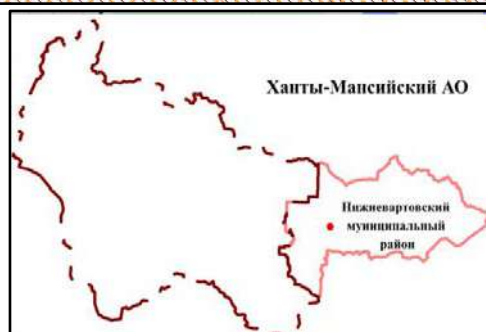 Ханты-Мансийский АО
Нижневартовский
муниципальный
район